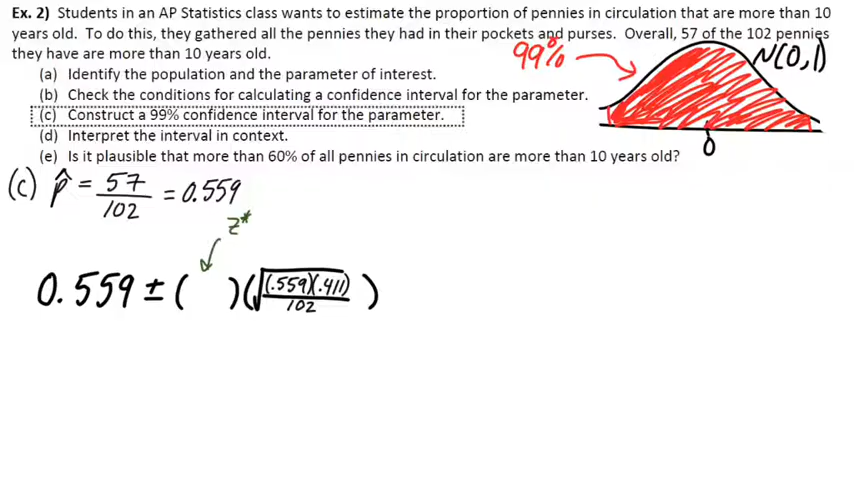 Ex. 2) Students in an AP Statistics class wants to estimate the proportion of pennies in circulation that are more than 10
years old. To do this, they gathered all the pennies they had in their pockets and purses. Overall, 57 of the 102 pennies
they have are more than 10 years old.
99%
N(0,1)
(a) Identify the population and the parameter of interest.
(b) Check the conditions for calculating a confidence interval for the parameter.
(c) Construct a 99% confidence interval for the parameter.
(d) Interpret the interval in context.
(e) Is it plausible that more than 60% of all pennies in circulation are more than 10 years old?
0
(c) p̂ = 57/102 = 0.559
z*
0.559 ± ( )(√(.559)(.411)/102 )